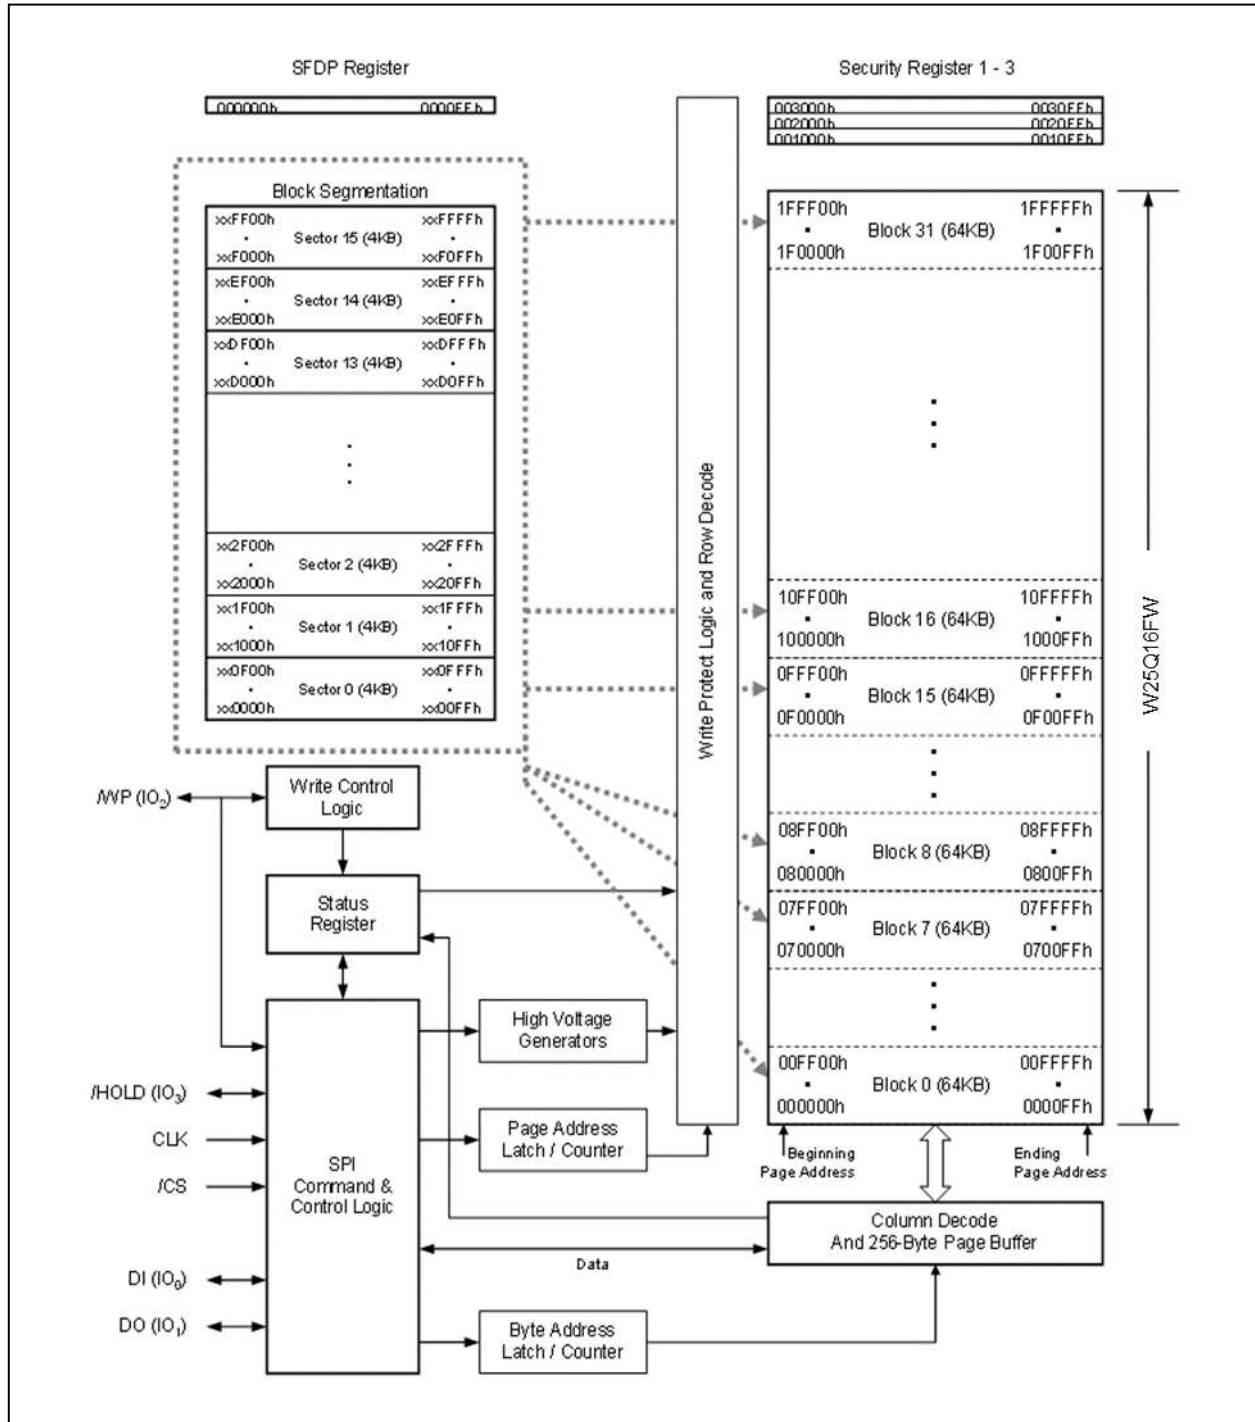 SFDP Register
000000h 0000FFh
Security Register 1 - 3
003000h 0030FFh
002000h 0020FFh
001000h 0010FFh
Block Segmentation
xxFF00h xxFFFFh
Sector 15 (4KB)
xxF000h xxF0FFh
xxEF00h xxEFFFh
Sector 14 (4KB)
xxE000h xxE0FFh
xxDF00h xxDFFFh
Sector 13 (4KB)
xxD000h xxD0FFh
xx2F00h xx2FFFh
Sector 2 (4KB)
xx2000h xx20FFh
xx1F00h xx1FFFh
Sector 1 (4KB)
xx1000h xx10FFh
xx0F00h xx0FFFh
Sector 0 (4KB)
xx0000h xx00FFh
Write Protect Logic and Row Decode
1FFF00h 1FFFFFh
Block 31 (64KB)
1F0000h 1F00FFh
10FF00h 10FFFFh
Block 16 (64KB)
100000h 1000FFh
0FFF00h 0FFFFFh
Block 15 (64KB)
0F0000h 0F00FFh
08FF00h 08FFFFh
Block 8 (64KB)
080000h 0800FFh
07FF00h 07FFFFh
Block 7 (64KB)
070000h 0700FFh
00FF00h 00FFFFh
Block 0 (64KB)
000000h 0000FFh
W25Q16FW
Beginning
Page Address
Ending
Page Address
/WP (IO2)
Write Control
Logic
Status
Register
High Voltage
Generators
/HOLD (IO3)
CLK
/CS
DI (IO0)
DO (IO1)
SPI
Command &
Control Logic
Page Address
Latch / Counter
Column Decode
And 256-Byte Page Buffer
Data
Byte Address
Latch / Counter